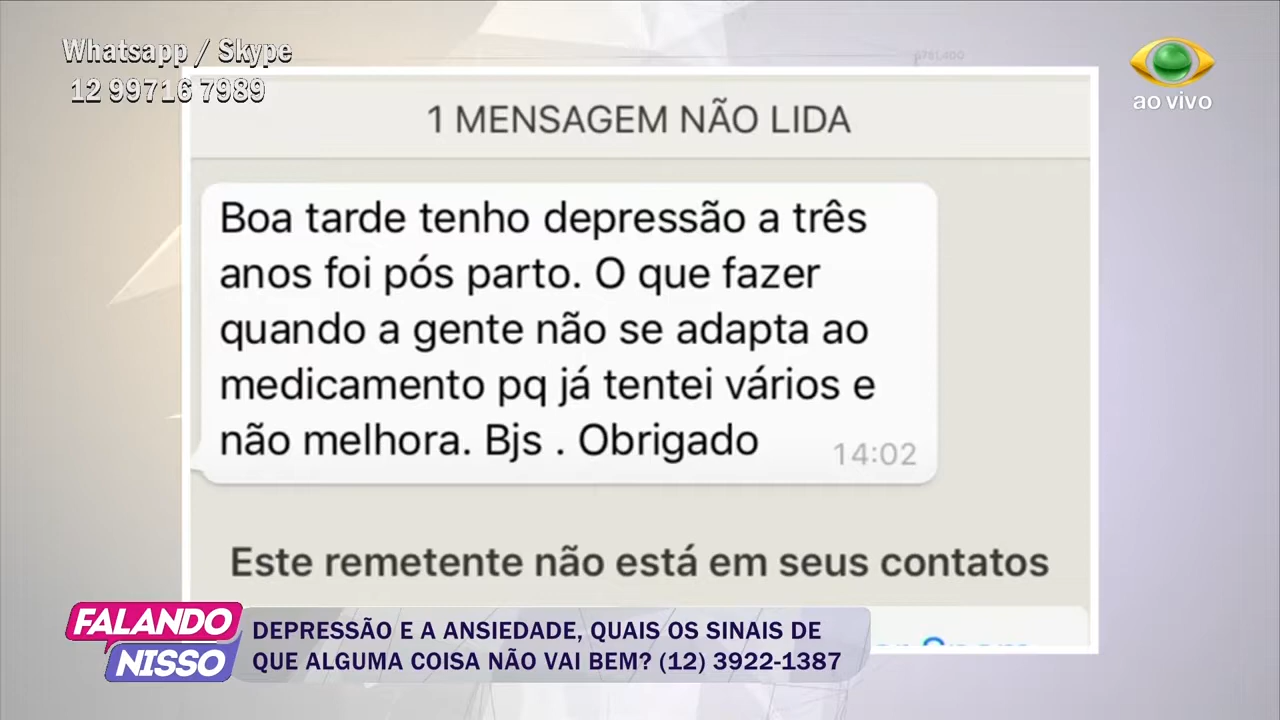 Whatsapp / Skype
12 99716 7989
ao vivo
1 MENSAGEM NÃO LIDA
Boa tarde tenho depressão a três
anos foi pós parto. O que fazer
quando a gente não se adapta ao
medicamento pq já tentei vários e
não melhora. Bjs . Obrigado
14:02
Este remetente não está em seus contatos
FALANDO
NISSO
DEPRESSÃO E A ANSIEDADE, QUAIS OS SINAIS DE
QUE ALGUMA COISA NÃO VAI BEM? (12) 3922-1387